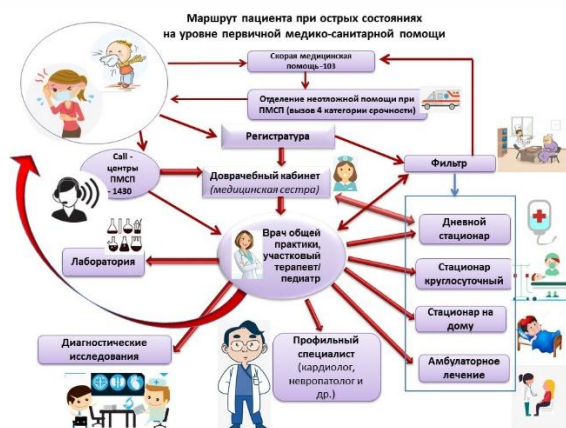 Маршрут пациента при острых состояниях
на уровне первичной медико-санитарной помощи
Скорая медицинская
помощь -103
Отделение неотложной помощи при
ПМСП (вызов 4 категории срочности)
Регистратура
Call -
центры
ПМСП
- 1430
Доврачебный кабинет
(медицинская сестра)
Фильтр
Врач общей
практики,
участковый
терапевт/
педиатр
Дневной
стационар
Лаборатория
Стационар
круглосуточный
Стационар на
дому
Диагностические
исследования
Профильный
специалист
(кардиолог,
невропатолог и
др.)
Амбулаторное
лечение